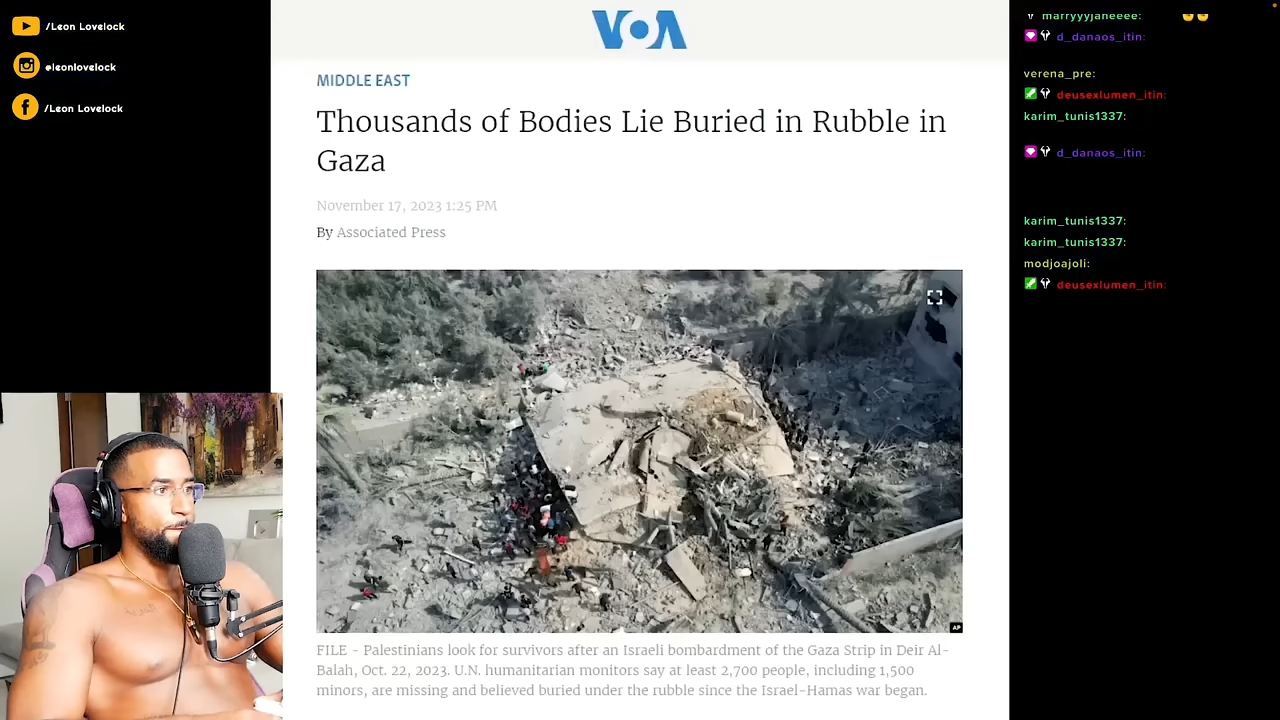 /Leon Lovelock
@leonlovelock
/Leon Lovelock
VOA
MIDDLE EAST
Thousands of Bodies Lie Buried in Rubble in
Gaza
November 17, 2023 1:25 PM
By Associated Press
AP
FILE - Palestinians look for survivors after an Israeli bombardment of the Gaza Strip in Deir Al-
Balah, Oct. 22, 2023. U.N. humanitarian monitors say at least 2,700 people, including 1,500
minors, are missing and believed buried under the rubble since the Israel-Hamas war began.
marryyyjaneeee:
d_danaos_itin:
verena_pre:
deusexlumen_itin:
karim_tunis1337:
d_danaos_itin:
karim_tunis1337:
karim_tunis1337:
modjoajoli:
deusexlumen_itin: